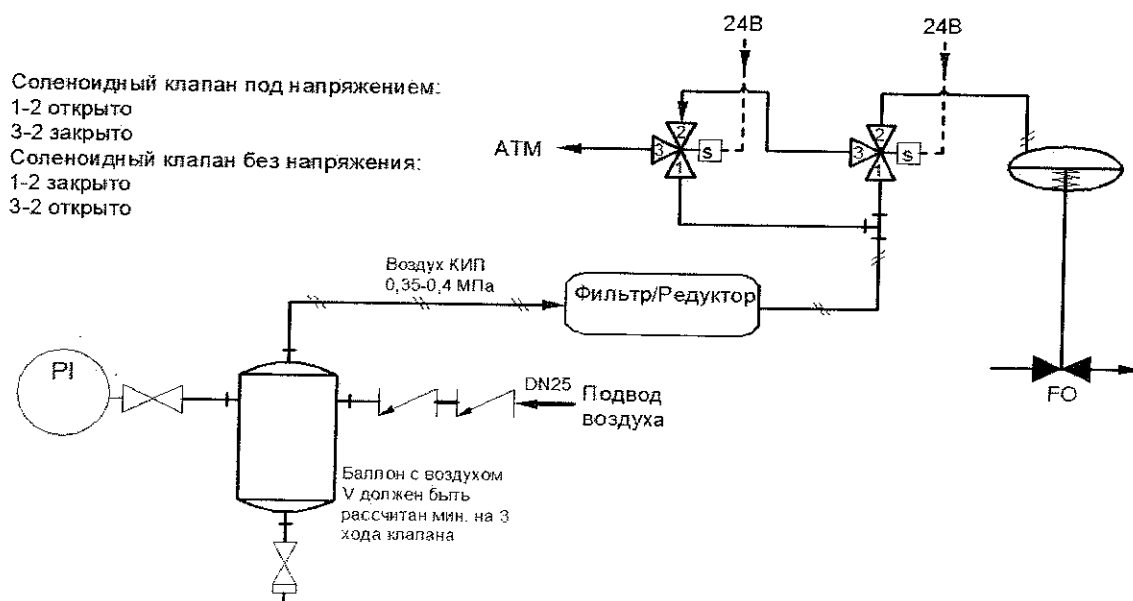 24В
24В
Соленоидный клапан под напряжением:
1-2 открыто
3-2 закрыто
Соленоидный клапан без напряжения:
1-2 закрыто
3-2 открыто
АТМ
2
3
1
s
2
3
1
s
Воздух КИП
0,35-0,4 МПа
Фильтр/Редуктор
PI
DN25
Подвод
воздуха
FO
Баллон с воздухом
V должен быть
рассчитан мин. на 3
хода клапана